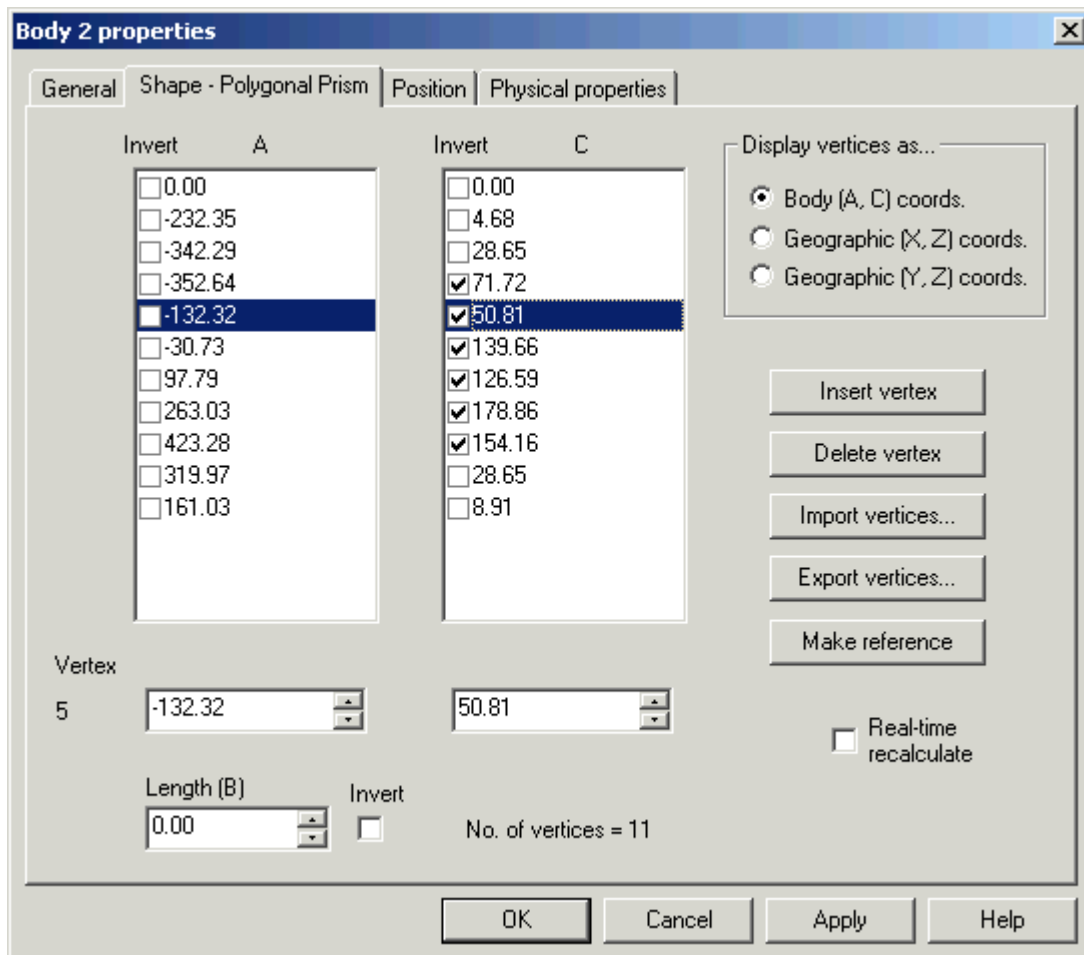 Body 2 properties
General Shape - Polygonal Prism Position Physical properties
Invert A Invert C Display vertices as...
0.00 0.00
-232.35 4.68 Body (A, C) coords.
-342.29 28.65 Geographic (X, Z) coords.
-352.64 71.72 Geographic (Y, Z) coords.
-132.32 50.81
-30.73 139.66
97.79 126.59 Insert vertex
263.03 178.86
423.28 154.16 Delete vertex
319.97 28.65
161.03 8.91 Import vertices...
Export vertices...
Make reference
Vertex
5 -132.32 50.81
Real-time
recalculate
Length (B) Invert
0.00 No. of vertices = 11
OK Cancel Apply Help